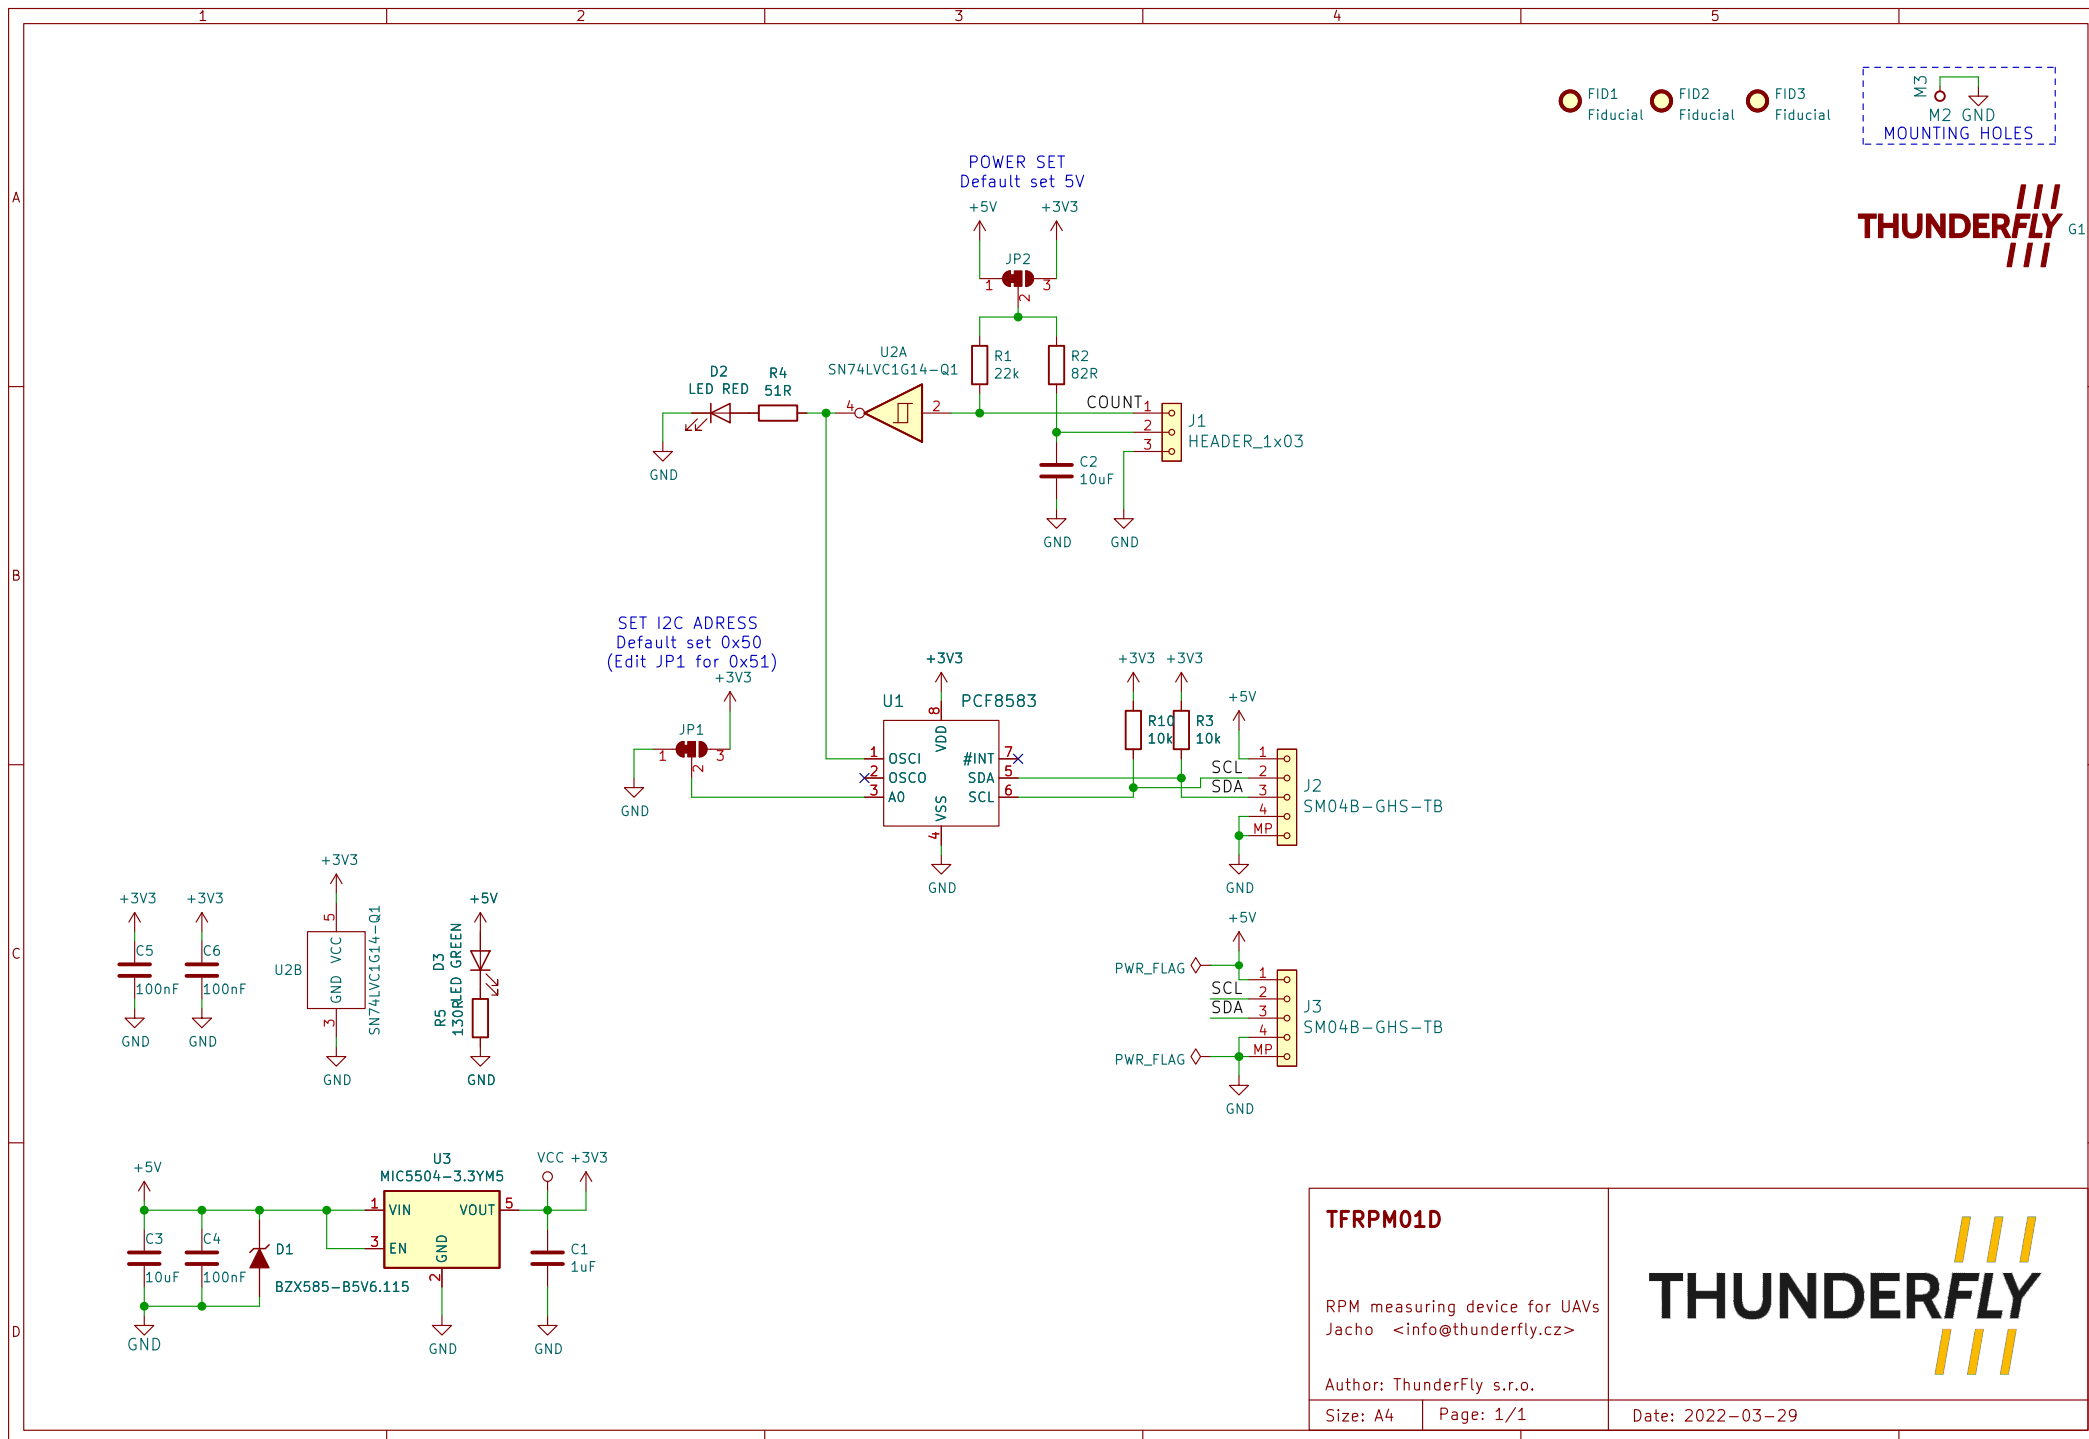 1 2 3 4 5
A
B
C
D
FID1
Fiducial
FID2
Fiducial
FID3
Fiducial
M3
M2 GND
MOUNTING HOLES
THUNDERFLY
G1
POWER SET
Default set 5V
+5V
+3V3
JP2
1
2
3
U2A
SN74LVC1G14-Q1
R1
22k
R2
82R
D2
LED RED
R4
51R
4
2
COUNT
1
2
3
J1
HEADER_1x03
C2
10uF
GND
GND
GND
SET I2C ADRESS
Default set 0x50
(Edit JP1 for 0x51)
+3V3
JP1
1
2
3
GND
+3V3
U1
PCF8583
8
VDD
1
OSCI
2
OSCO
3
A0
#INT
7
SDA
5
SCL
6
VSS
4
GND
+3V3
+3V3
R10
10k
R3
10k
+5V
SCL
SDA
1
2
3
4
MP
J2
SM04B-GHS-TB
GND
+5V
PWR_FLAG
SCL
SDA
PWR_FLAG
1
2
3
4
MP
J3
SM04B-GHS-TB
GND
+3V3
C5
100nF
GND
+3V3
C6
100nF
GND
+3V3
5
U2B
GND VCC
SN74LVC1G14-Q1
3
GND
+5V
D3
LED GREEN
R5
130R
GND
+5V
C3
10uF
C4
100nF
D1
BZX585-B5V6.115
GND
U3
MIC5504-3.3YM5
1
VIN
3
EN
VOUT
5
GND
2
GND
VCC
+3V3
C1
1uF
GND
TFRPM01D
RPM measuring device for UAVs
Jacho <info@thunderfly.cz>
Author: ThunderFly s.r.o.
Size: A4
Page: 1/1
Date: 2022-03-29
THUNDERFLY